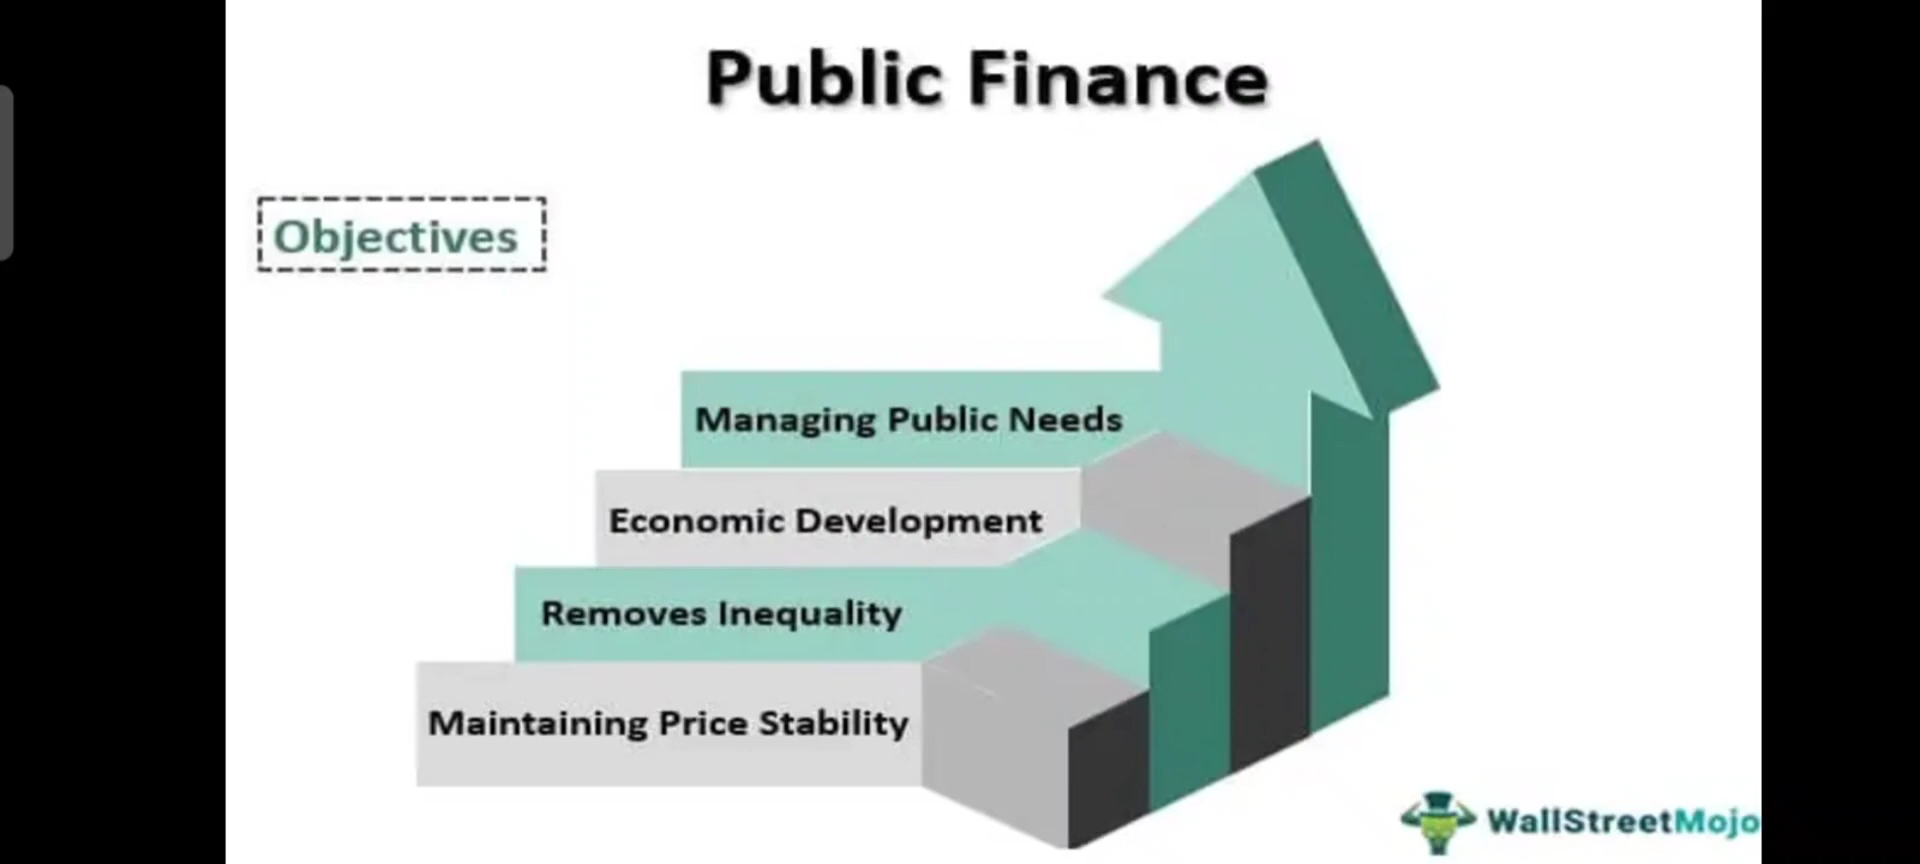 Public Finance
Objectives
Managing Public Needs
Economic Development
Removes Inequality
Maintaining Price Stability
WallStreetMojo